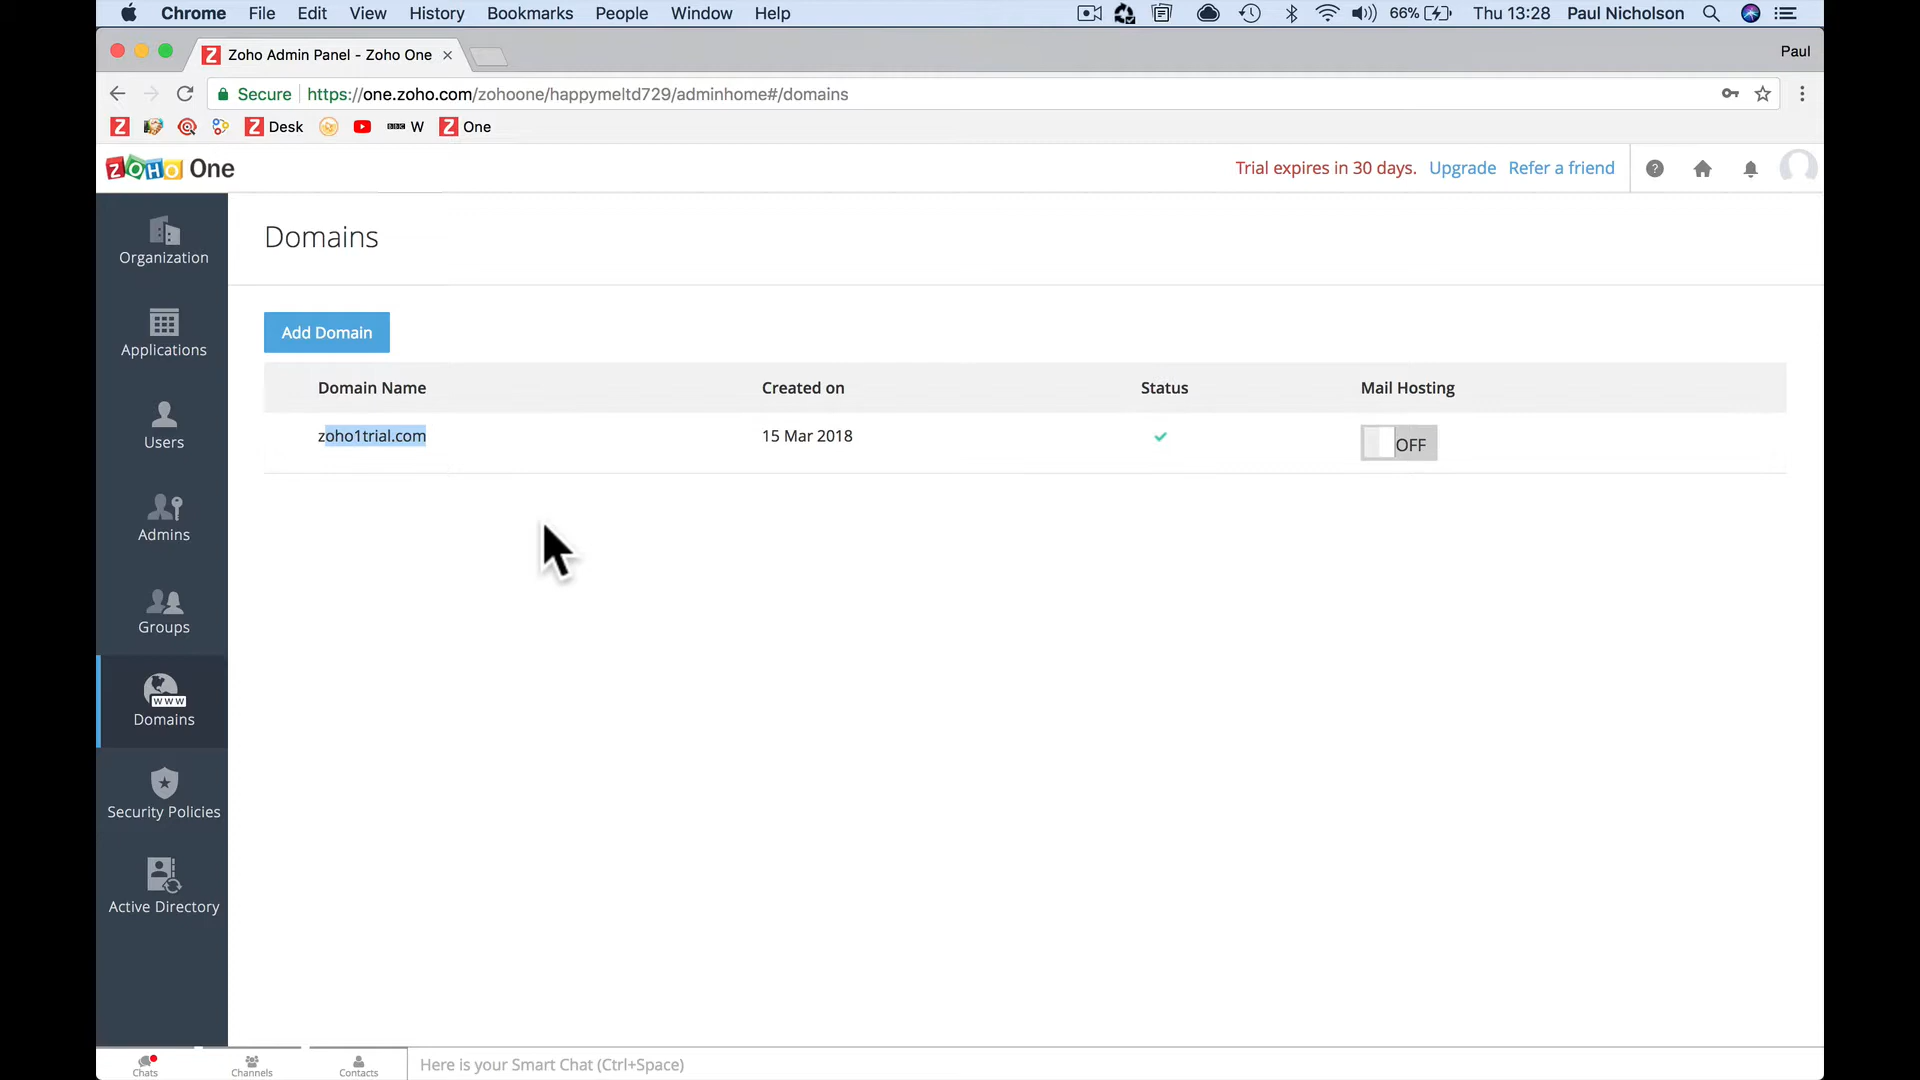 Chrome File Edit View History Bookmarks People Window Help 66% Thu 13:28 Paul Nicholson
Zoho Admin Panel - Zoho One Paul
Secure https://one.zoho.com/zohoone/happymeltd729/adminhome#/domains
Desk BBC W One
ZOHO One Trial expires in 30 days. Upgrade Refer a friend
Organization
Applications
Users
Admins
Groups
www
Domains
Security Policies
Active Directory
Domains
Add Domain
Domain Name Created on Status Mail Hosting
zoho1trial.com 15 Mar 2018 OFF
Chats Channels Contacts Here is your Smart Chat (Ctrl+Space)